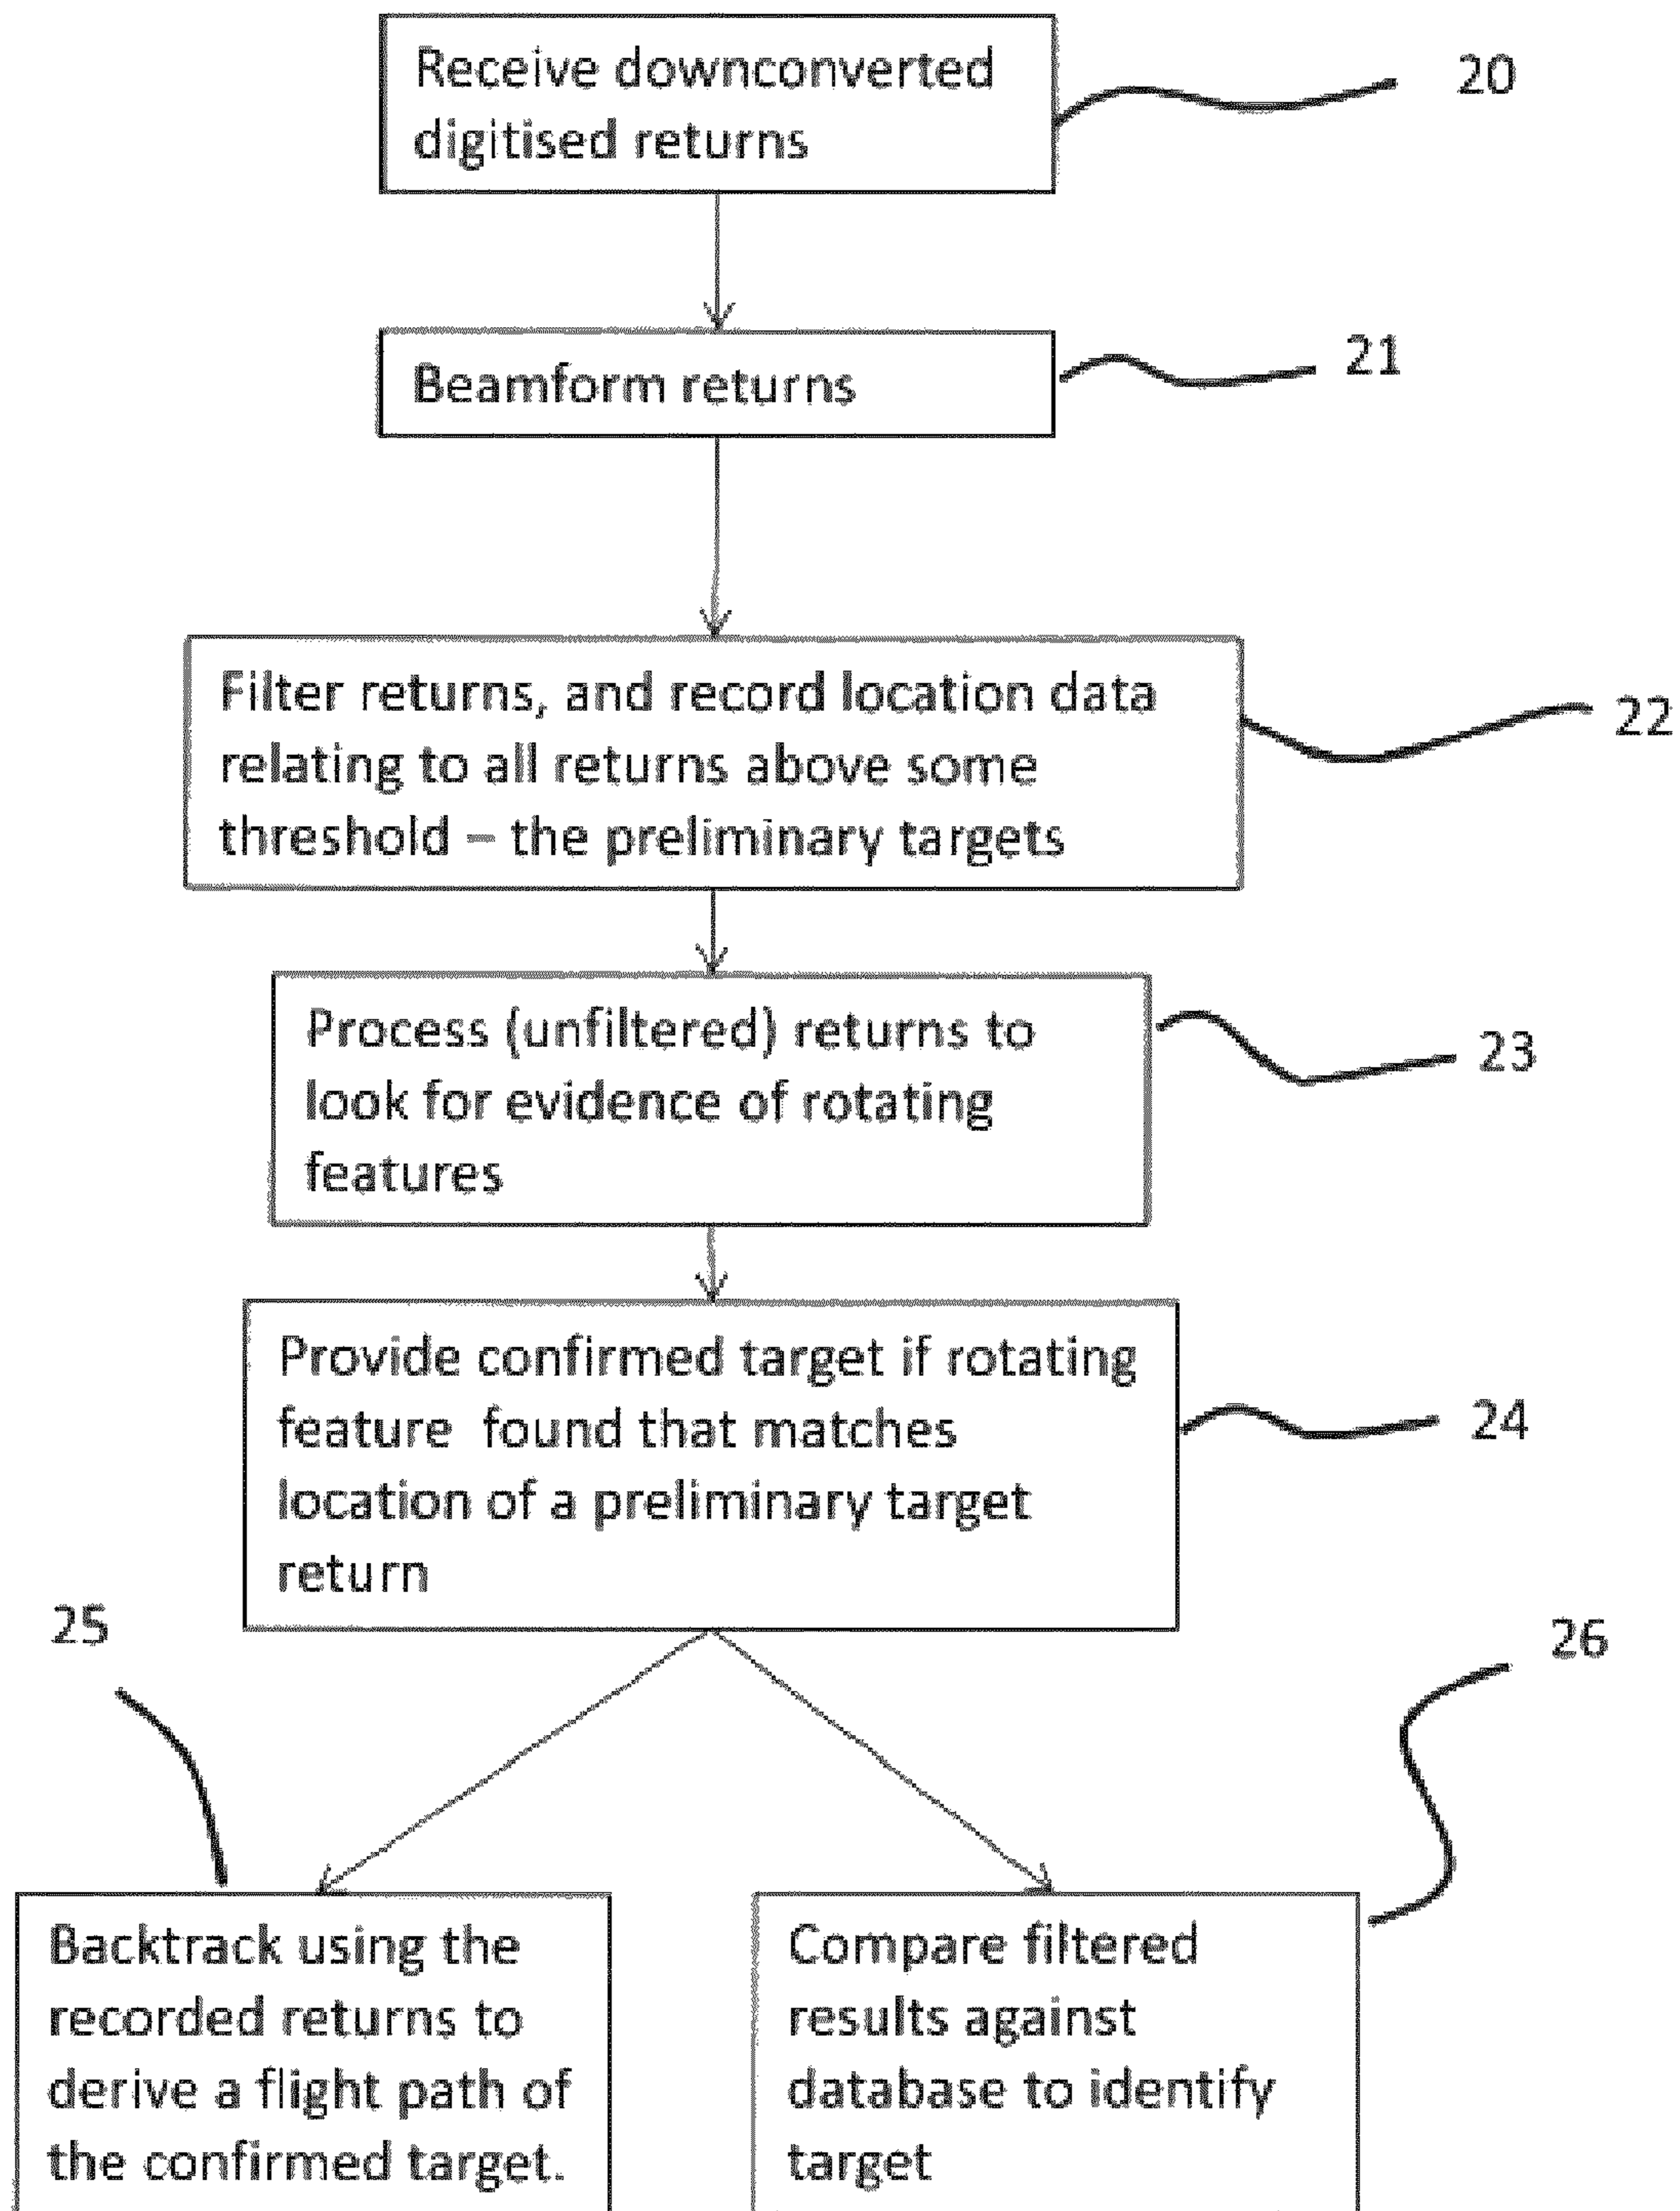 Receive downconverted
digitised returns
20
Beamform returns
21
Filter returns, and record location data
relating to all returns above some
threshold – the preliminary targets
22
Process (unfiltered) returns to
look for evidence of rotating
features
23
Provide confirmed target if rotating
feature found that matches
location of a preliminary target
return
24
25
26
Backtrack using the
recorded returns to
derive a flight path of
the confirmed target.
Compare filtered
results against
database to identify
target